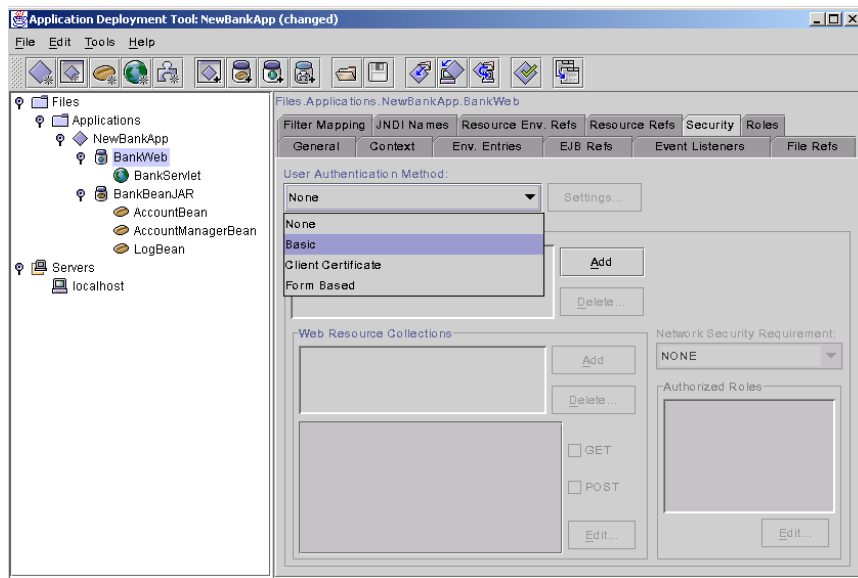 Application Deployment Tool: NewBankApp (changed)
File Edit Tools Help
Files
Applications
NewBankApp
BankWeb
BankServlet
BankBeanJAR
AccountBean
AccountManagerBean
LogBean
Servers
localhost
Files.Applications.NewBankApp.BankWeb
Filter Mapping JNDI Names Resource Env. Refs Resource Refs Security Roles
General Context Env. Entries EJB Refs Event Listeners File Refs
User Authentication Method:
None Settings...
None
Basic
Client Certificate
Form Based
Add
Delete...
Web Resource Collections
Add
Delete...
GET
POST
Edit...
Network Security Requirement:
NONE
Authorized Roles
Edit...